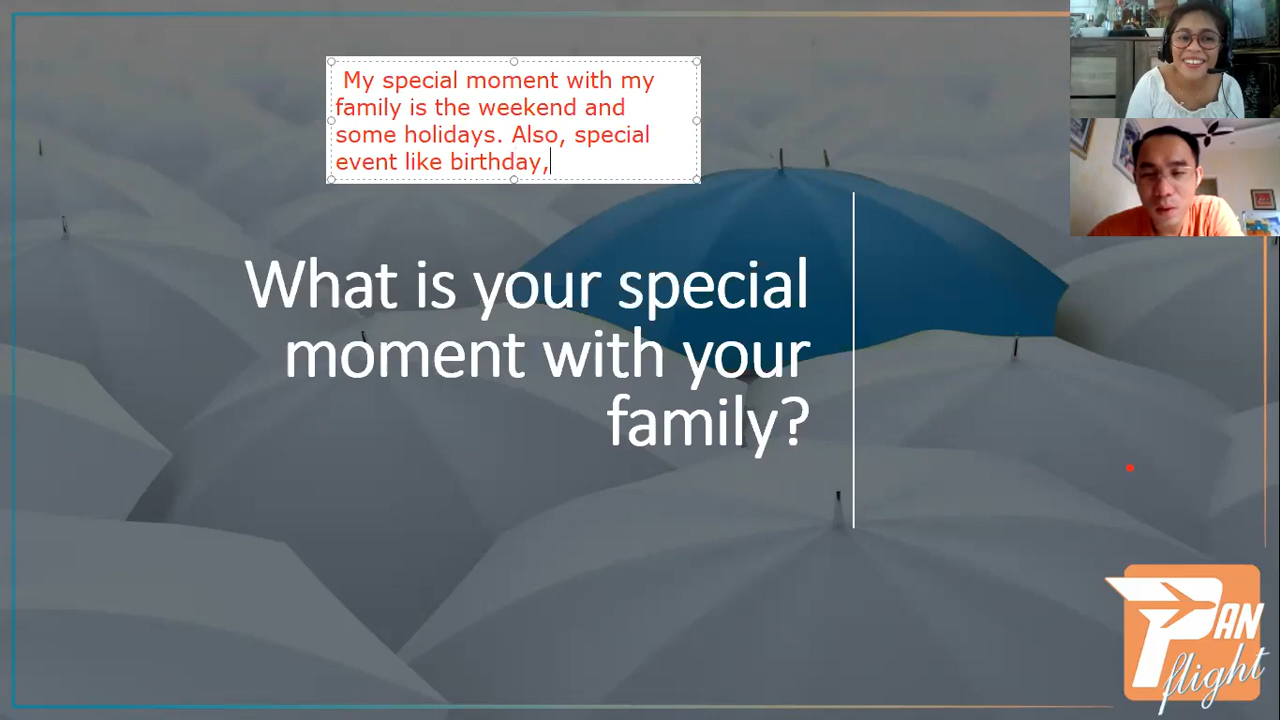 My special moment with my
family is the weekend and
some holidays. Also, special
event like birthday,
What is your special
moment with your
family?
PAN
flight